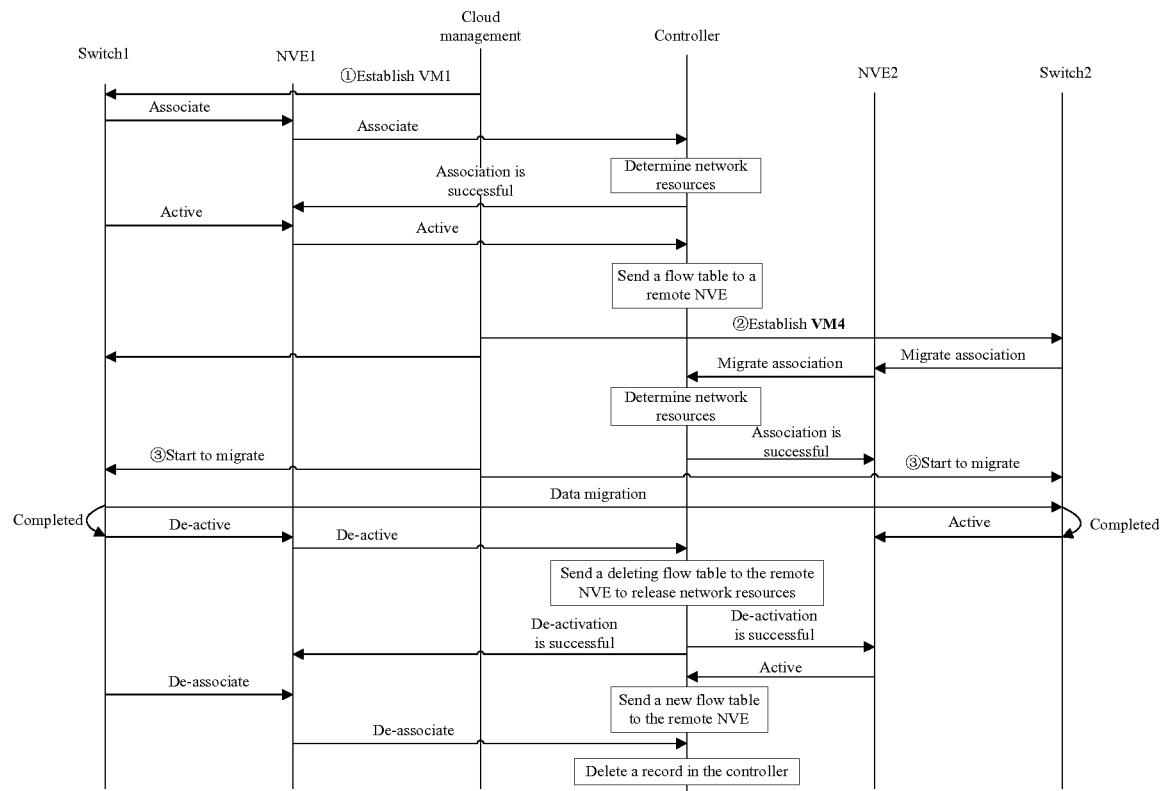 Cloud
management
Controller
Switch1
NVE1
NVE2
Switch2
①Establish VM1
Associate
Associate
Determine network
resources
Association is
successful
Active
Active
Send a flow table to a
remote NVE
②Establish VM4
Migrate association
Migrate association
Determine network
resources
Association is
successful
③Start to migrate
③Start to migrate
Data migration
Completed
De-active
De-active
Active
Completed
Send a deleting flow table to the remote
NVE to release network resources
De-activation
is successful
De-activation
is successful
Active
De-associate
Send a new flow table
to the remote NVE
De-associate
Delete a record in the controller